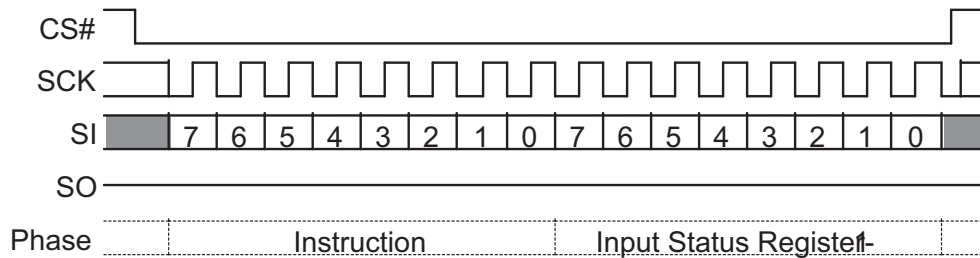 CS#
SCK
SI 7 6 5 4 3 2 1 0 7 6 5 4 3 2 1 0
SO
Phase Instruction Input Status Register-1